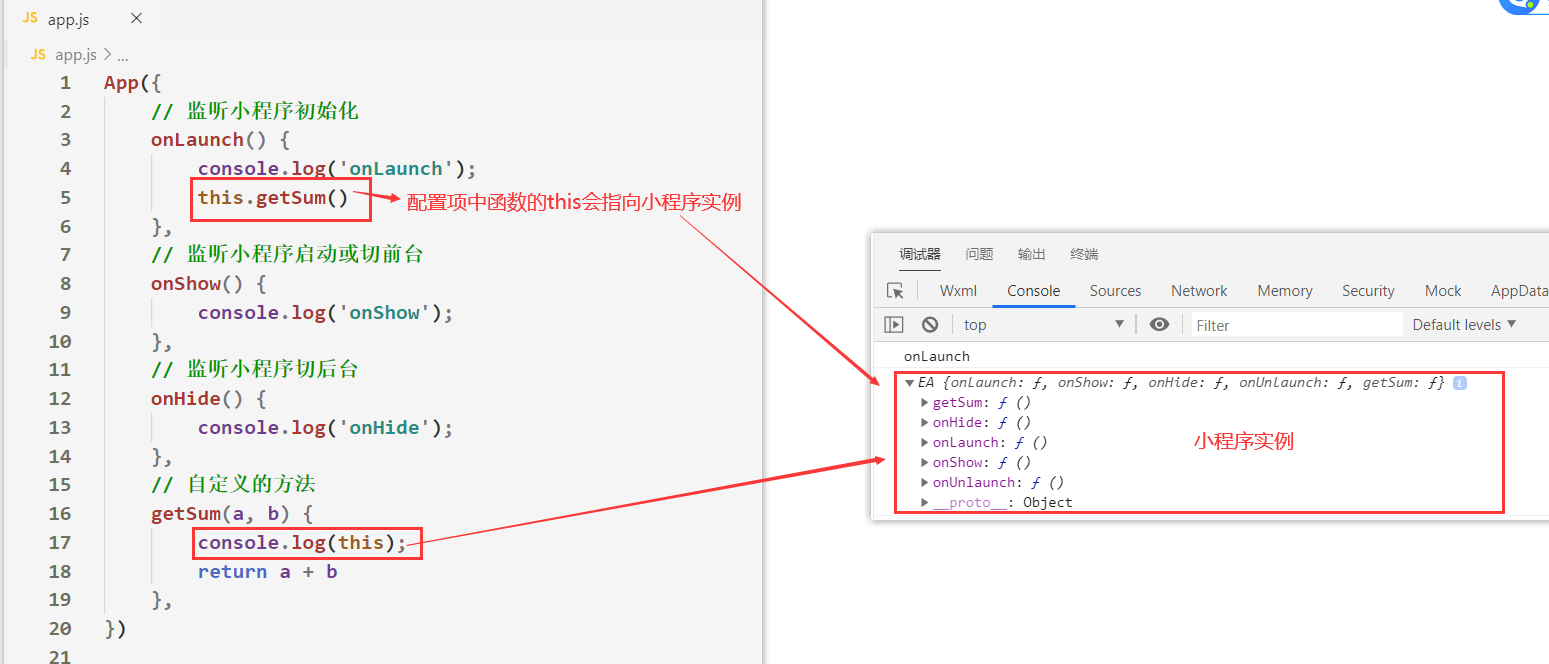 JS app.js ×
JS app.js > ...
1 App({
2 // 监听小程序初始化
3 onLaunch() {
4 console.log('onLaunch');
5 this.getSum()
配置项中函数的this会指向小程序实例
6 },
7 // 监听小程序启动或切前台
8 onShow() {
9 console.log('onShow');
10 },
11 // 监听小程序切后台
12 onHide() {
13 console.log('onHide');
14 },
15 // 自定义的方法
16 getSum(a, b) {
17 console.log(this);
18 return a + b
19 },
20 })
21
调试器 问题 输出 终端
Wxml Console Sources Network Memory Security Mock AppData
top Filter Default levels
onLaunch
EA {onLaunch: ƒ, onShow: ƒ, onHide: ƒ, onUnLaunch: ƒ, getSum: ƒ} i
getSum: ƒ ()
onHide: ƒ ()
onLaunch: ƒ ()
小程序实例
onShow: ƒ ()
onUnlaunch: ƒ ()
__proto__: Object